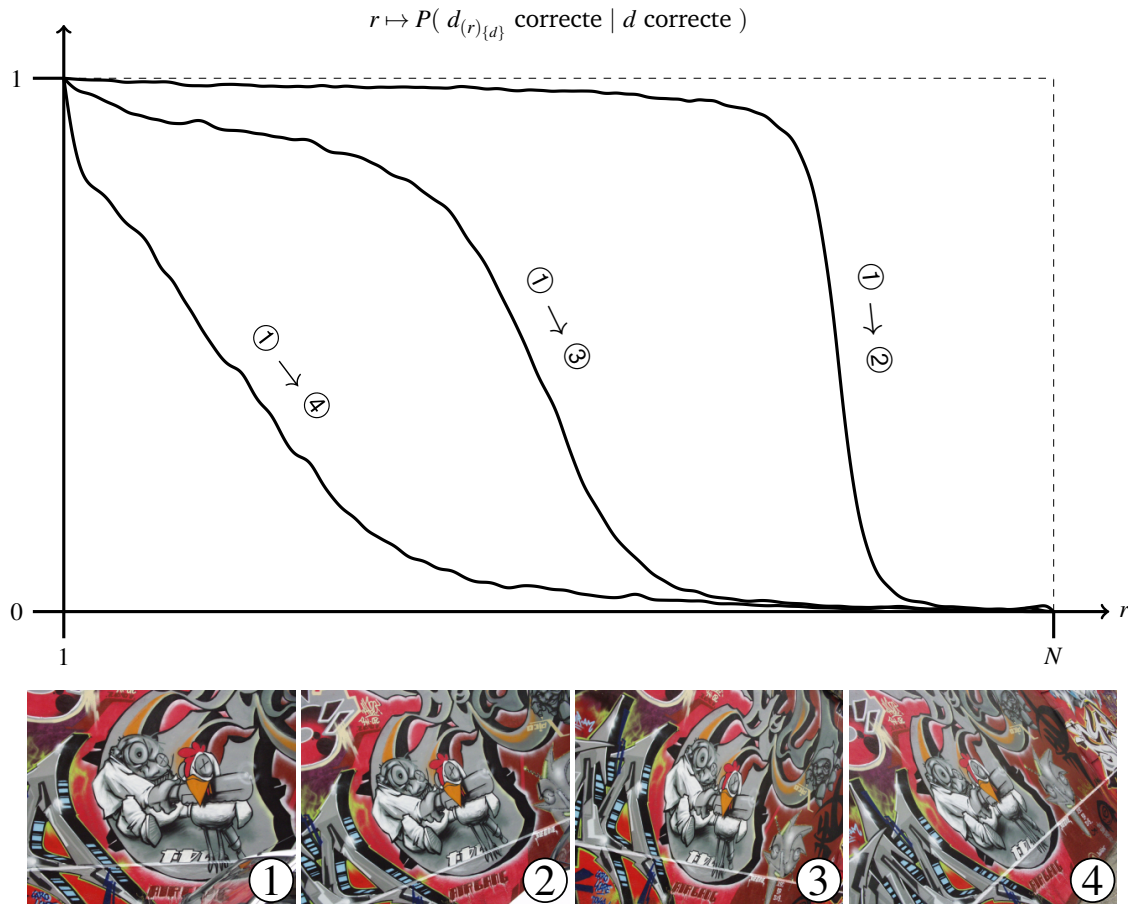 r ↦ P( d_{(r)_{d}} correcte | d correcte )
1
① → ②
① → ③
① → ④
0
r
1
N
1
2
3
4